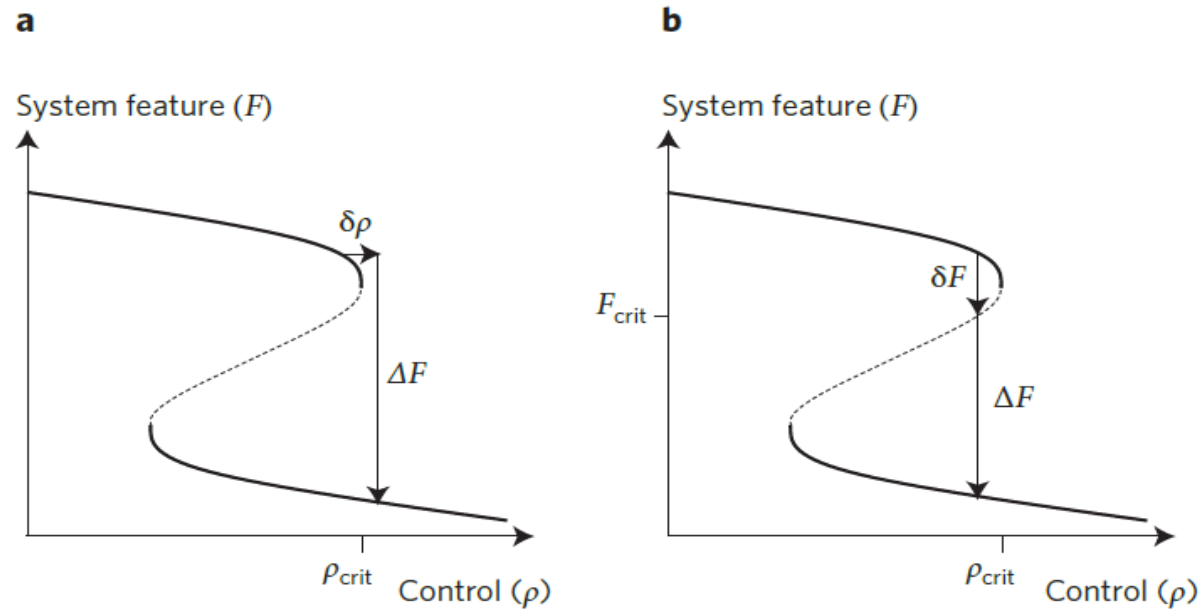 a
System feature (F)
δρ
ΔF
ρcrit
Control (ρ)
b
System feature (F)
δF
Fcrit
ΔF
ρcrit
Control (ρ)